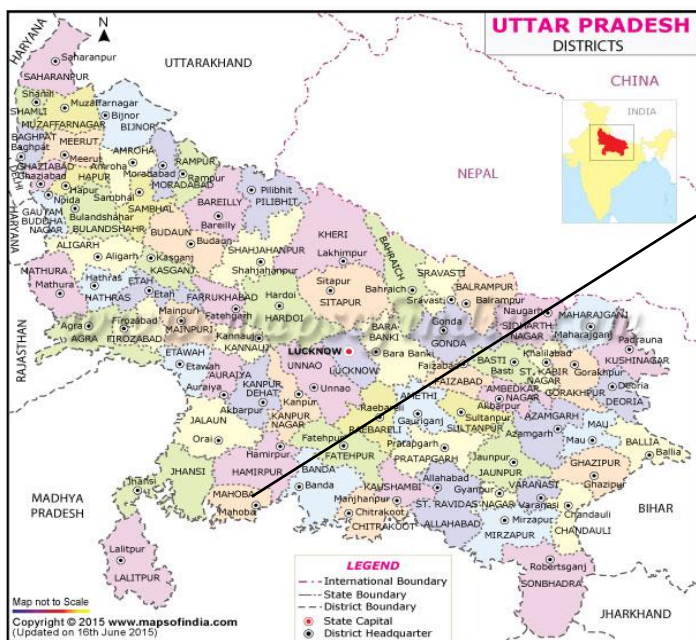 UTTAR PRADESH
DISTRICTS
HARYANA
N
UTTARAKHAND
CHINA
INDIA
NEPAL
Saharanpur
SAHARANPUR
Shamli
SHAMLI
Muzaffarnagar
MUZAFFARNAGAR
Bijnor
BIJNOR
BAGHPAT
Baghpat
MEERUT
Meerut
AMROHA
Amroha
RAMPUR
Rampur
DELHI
GHAZIABAD
Ghaziabad
HAPUR
Hapur
Moradabad
MORADABAD
Sambhal
SAMBHAL
Pilibhit
PILIBHIT
BAREILLY
Bareilly
Noida
GAUTAM
BUDDHA
NAGAR
HARYANA
Bulandshahar
BULANDSHAHR
BUDAUN
Budaun
KHERI
Lakhimpur
ALIGARH
Aligarh
Kasganj
KASGANJ
SHAHJAHANPUR
Shahjahanpur
BAHRAICH
Bahraich
SRAVASTI
Sravasti
BALRAMPUR
Balrampur
MATHURA
Mathura
Hathras
HATHRAS
ETAH
Etah
FARRUKHABAD
Fatehgarh
Hardoi
HARDOI
Sitapur
SITAPUR
Naugarh
SIDHARTH
NAGAR
MAHARAJGANJ
Maharajganj
RAJASTHAN
Agra
AGRA
Firozabad
FIROZABAD
Mainpuri
MAINPURI
Kannauj
KANNAUJ
LUCKNOW
LUCKNOW
BARA
BANKI
Bara Banki
Gonda
GONDA
BASTI
Basti
Khalilabad
ST. KABIR
NAGAR
Padrauna
KUSHINAGAR
Gorakhpur
GORAKHPUR
Deoria
DEORIA
ETAWAH
Etawah
AURAIYA
Auraiya
KANPUR
DEHAT
Akbarpur
UNNAO
Unnao
Kanpur
KANPUR
NAGAR
Raebareli
RAEBARELI
AMETHI
Gauriganj
Faizabad
FAIZABAD
Sultanpur
SULTANPUR
AMBEDKAR
NAGAR
Akbarpur
AZAMGARH
Azamgarh
MAU
Mau
BALLIA
Ballia
JALAUN
Orai
Hamirpur
HAMIRPUR
Fatehpur
FATEHPUR
Pratapgarh
PRATAPGARH
Jaunpur
JAUNPUR
GHAZIPUR
Ghazipur
JHANSI
Jhansi
MAHOBA
Mahoba
BANDA
Banda
KAUSHAMBI
Manjhanpur
Chitrakoot
CHITRAKOOT
Allahabad
ALLAHABAD
Gyanpur
ST. RAVIDAS NAGAR
VARANASI
Varanasi
Mirzapur
MIRZAPUR
Chandauli
CHANDAULI
MADHYA
PRADESH
BIHAR
Lalitpur
LALITPUR
Robertsganj
SONBHADRA
JHARKHAND
LEGEND
International Boundary
State Boundary
District Boundary
State Capital
District Headquarter
Map not to Scale
Copyright © 2015 www.mapsofindia.com
(Updated on 16th June 2015)